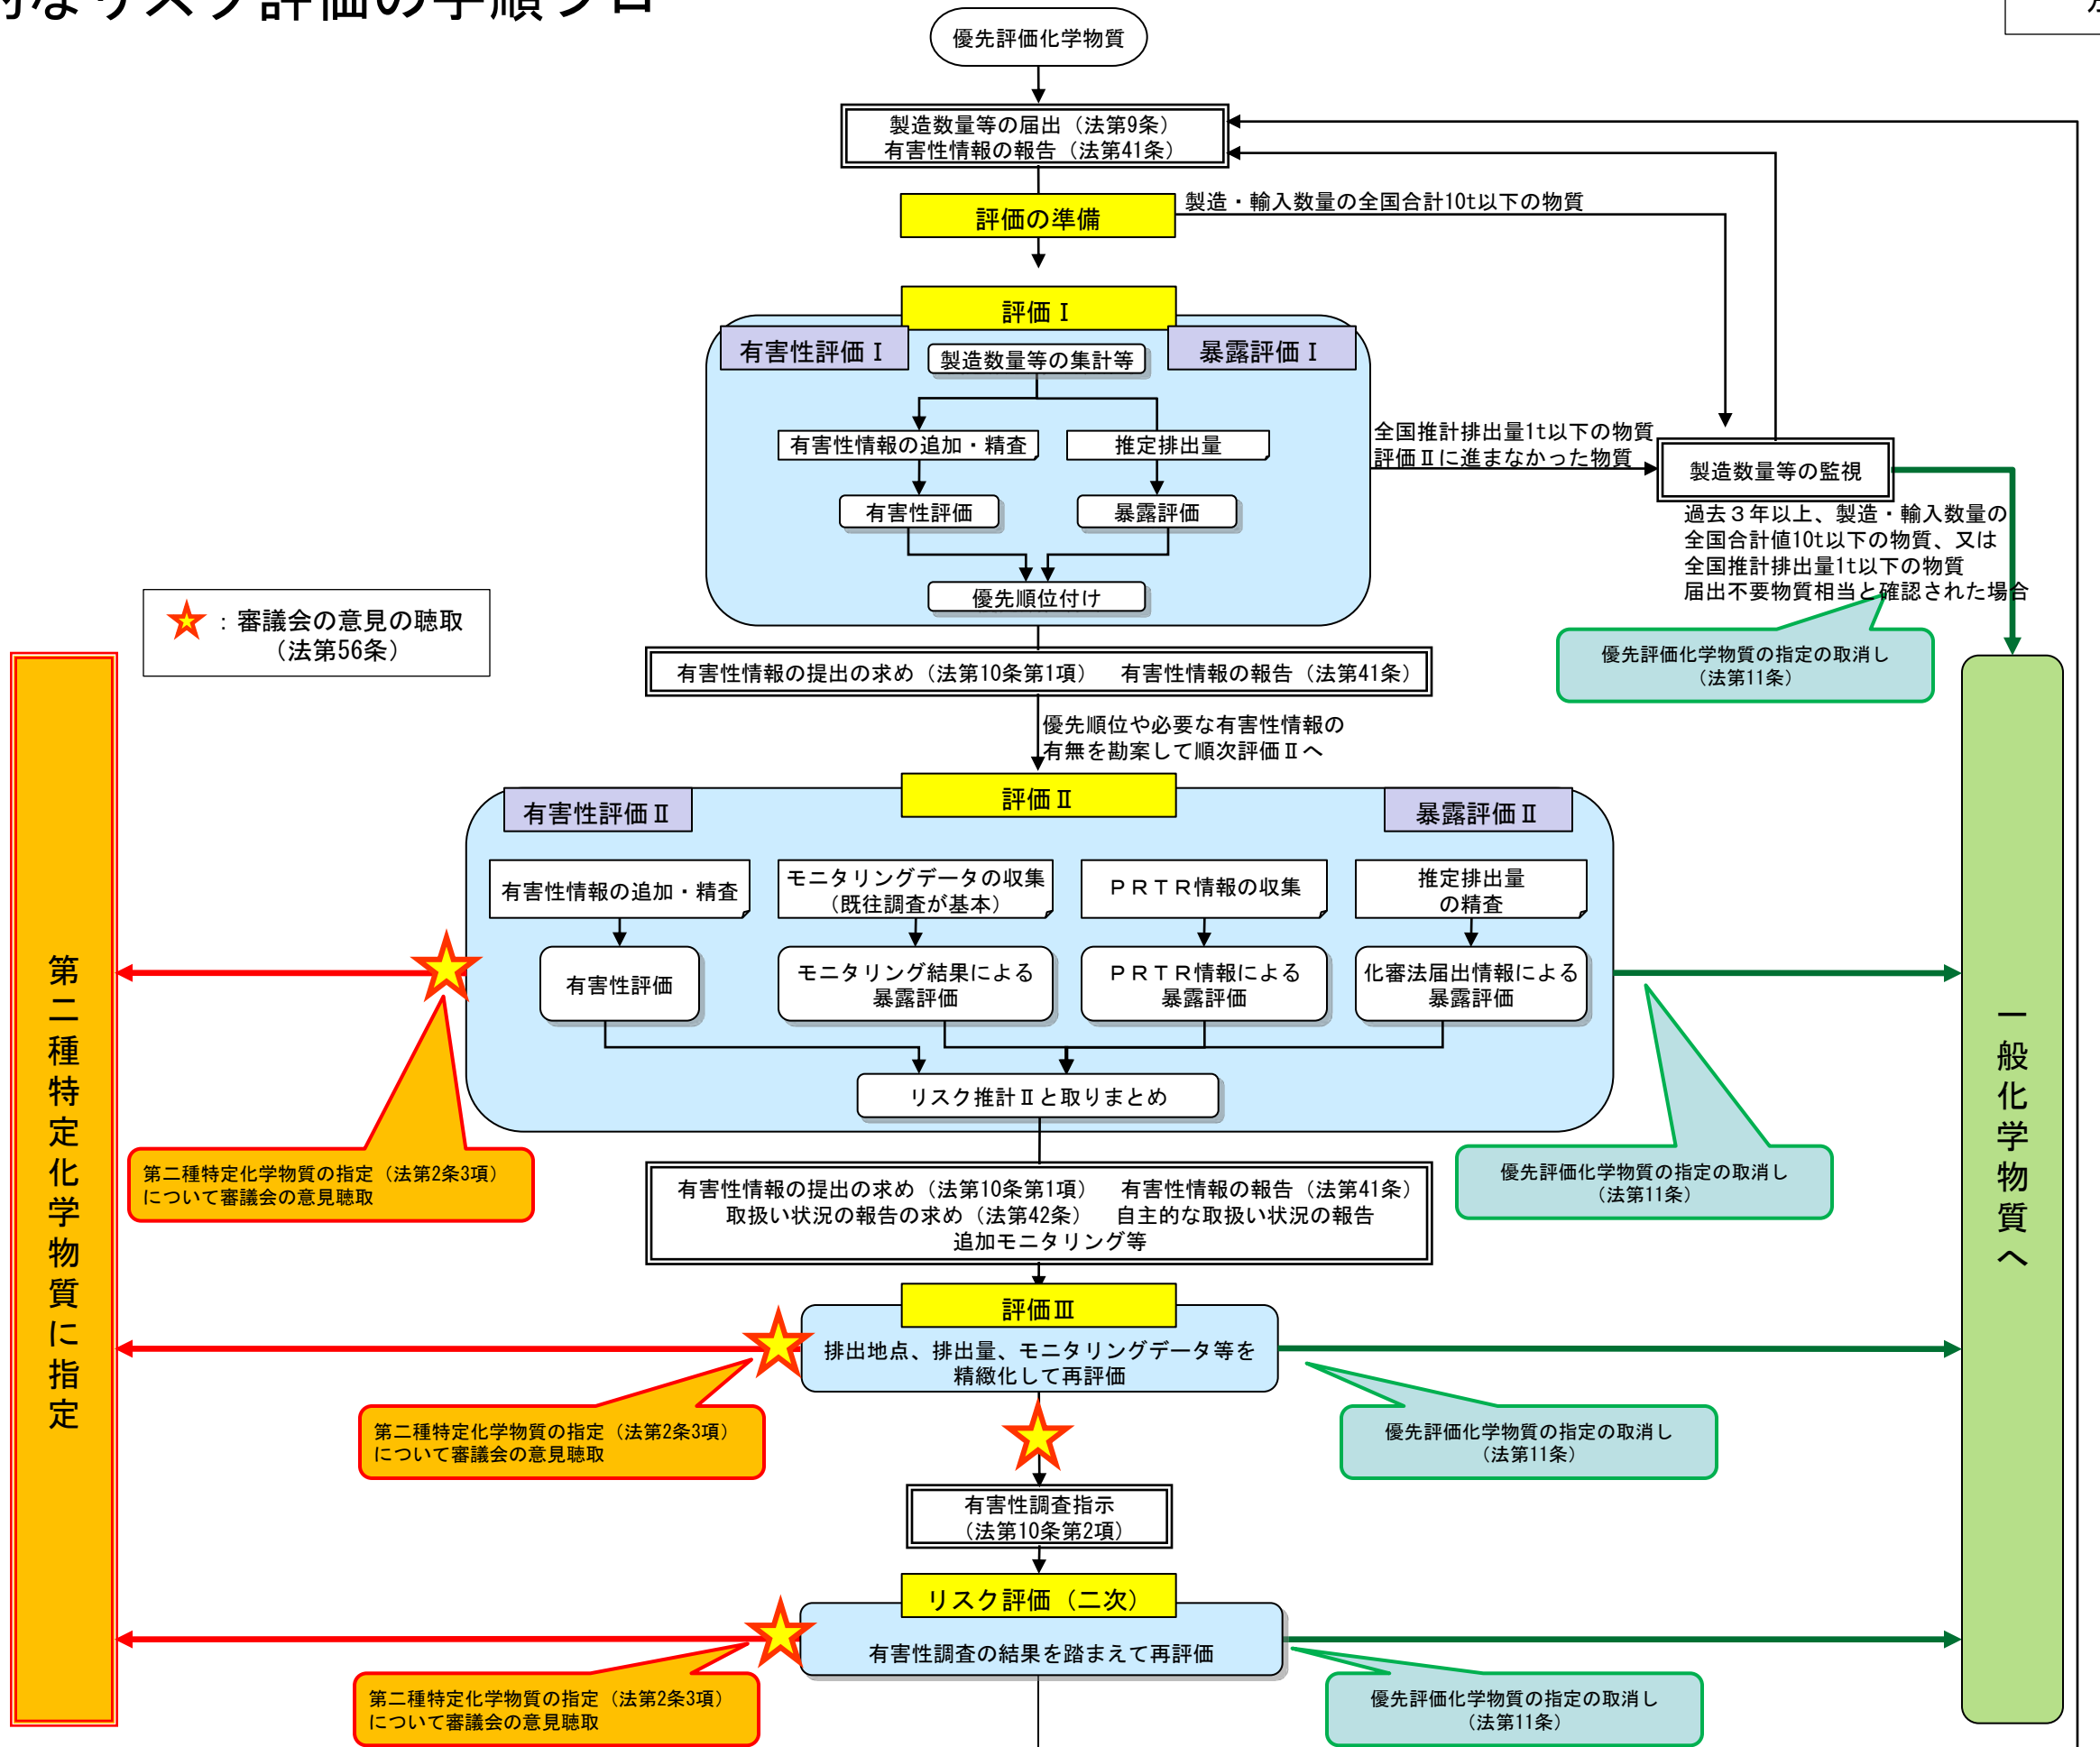 なリスク評価の手順フロー
優先評価化学物質
製造数量等の届出（法第9条）
有害性情報の報告（法第41条）
評価の準備
製造・輸入数量の全国合計10t以下の物質
評価Ⅰ
有害性評価Ⅰ
製造数量等の集計等
暴露評価Ⅰ
有害性情報の追加・精査
推定排出量
有害性評価
暴露評価
優先順位付け
全国推計排出量1t以下の物質
評価Ⅱに進まなかった物質
製造数量等の監視
過去３年以上、製造・輸入数量の
全国合計値10t以下の物質、又は
全国推計排出量1t以下の物質
届出不要物質相当と確認された場合
：審議会の意見の聴取
（法第56条）
優先評価化学物質の指定の取消し
（法第11条）
有害性情報の提出の求め（法第10条第1項）　有害性情報の報告（法第41条）
優先順位や必要な有害性情報の
有無を勘案して順次評価Ⅱへ
評価Ⅱ
有害性評価Ⅱ
暴露評価Ⅱ
有害性情報の追加・精査
モニタリングデータの収集
（既往調査が基本）
ＰＲＴＲ情報の収集
推定排出量
の精査
有害性評価
モニタリング結果による
暴露評価
ＰＲＴＲ情報による
暴露評価
化審法届出情報による
暴露評価
リスク推計Ⅱと取りまとめ
第二種特定化学物質に指定
一般化学物質へ
第二種特定化学物質の指定（法第2条3項）
について審議会の意見聴取
優先評価化学物質の指定の取消し
（法第11条）
有害性情報の提出の求め（法第10条第1項）　有害性情報の報告（法第41条）
取扱い状況の報告の求め（法第42条）　自主的な取扱い状況の報告
追加モニタリング等
評価Ⅲ
排出地点、排出量、モニタリングデータ等を
精緻化して再評価
第二種特定化学物質の指定（法第2条3項）
について審議会の意見聴取
優先評価化学物質の指定の取消し
（法第11条）
有害性調査指示
（法第10条第2項）
リスク評価（二次）
有害性調査の結果を踏まえて再評価
第二種特定化学物質の指定（法第2条3項）
について審議会の意見聴取
優先評価化学物質の指定の取消し
（法第11条）